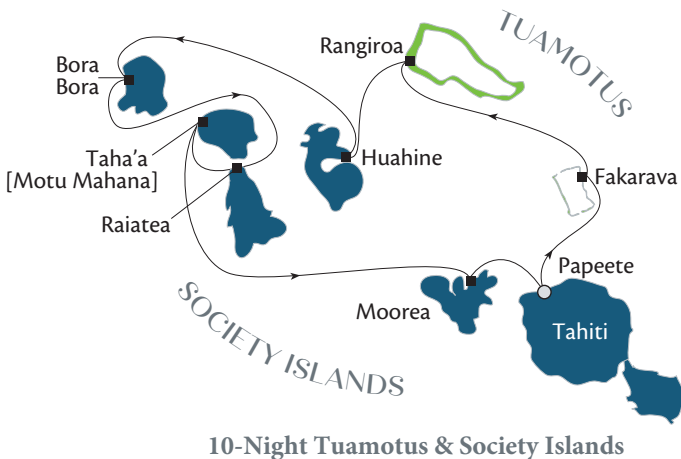 Rangiroa
TUAMOTUS
Bora
Bora
Taha'a
[Motu Mahana]
Huahine
Fakarava
Raiatea
Papeete
Moorea
Tahiti
SOCIETY ISLANDS
10-Night Tuamotus & Society Islands